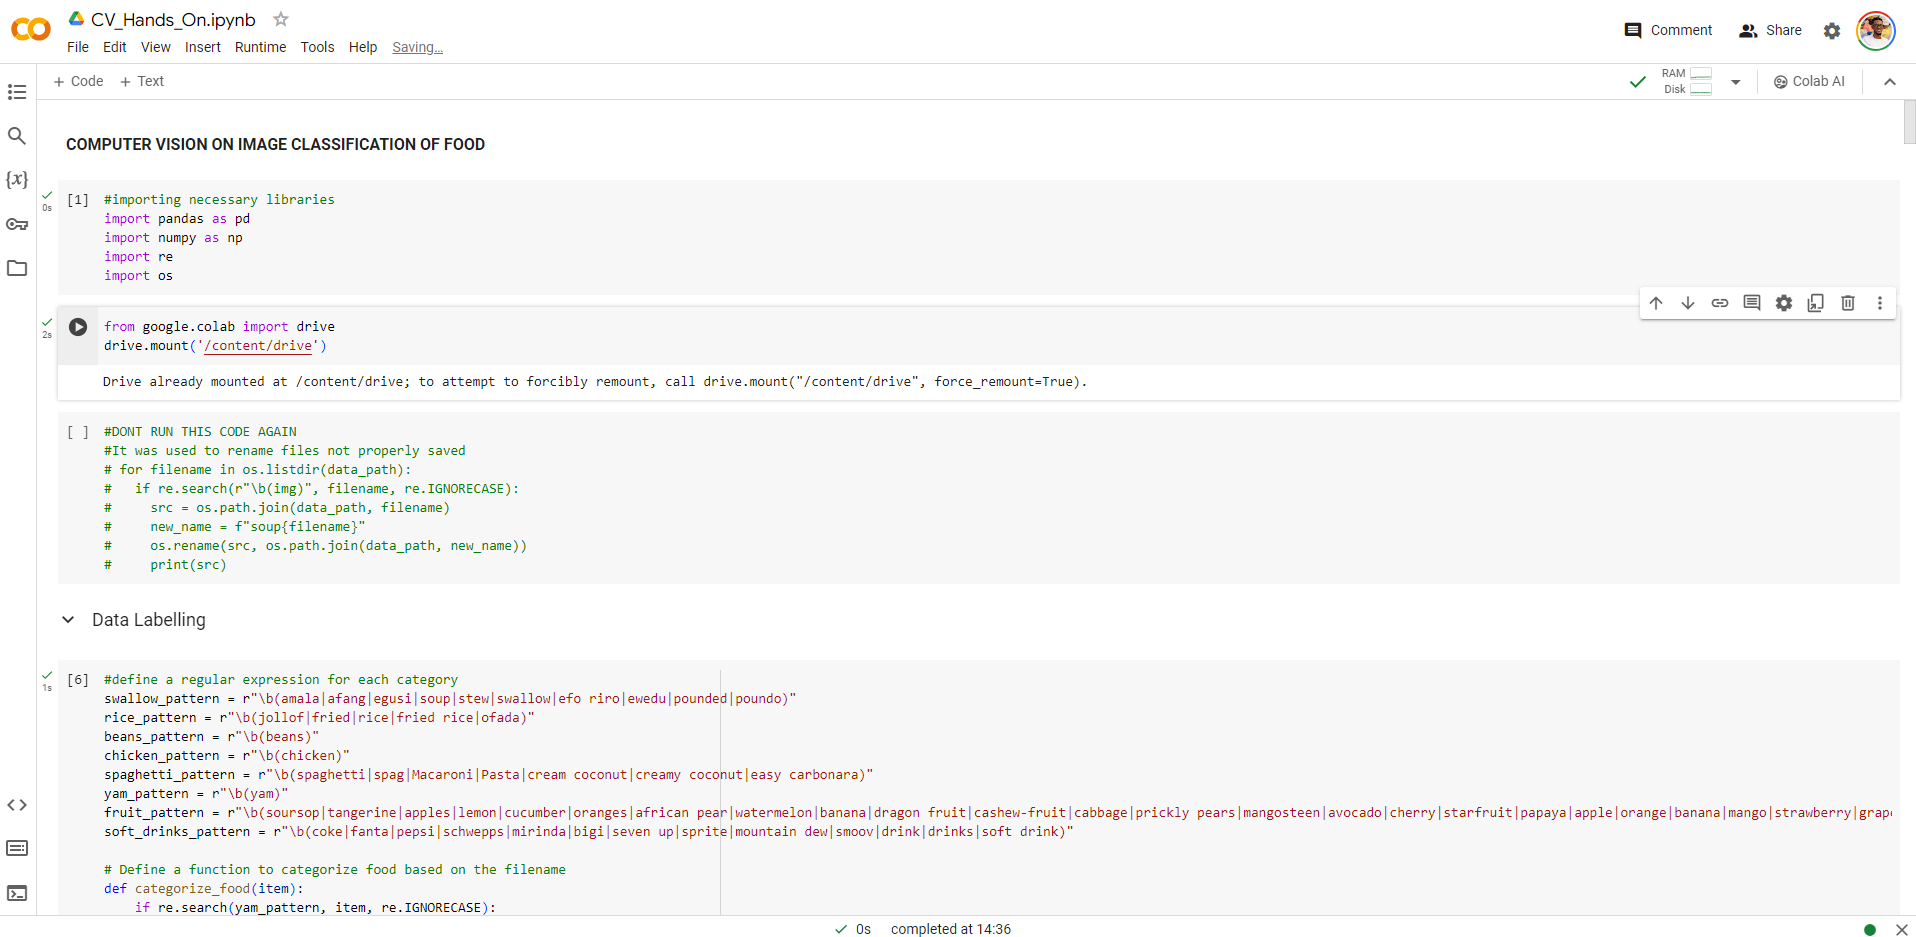 CV_Hands_On.ipynb
File Edit View Insert Runtime Tools Help Saving...
Comment Share
+ Code + Text
RAM
Disk
Colab AI
COMPUTER VISION ON IMAGE CLASSIFICATION OF FOOD
0s
[1] #importing necessary libraries
import pandas as pd
import numpy as np
import re
import os
2s
from google.colab import drive
drive.mount('/content/drive')
Drive already mounted at /content/drive; to attempt to forcibly remount, call drive.mount("/content/drive", force_remount=True).
[ ] #DONT RUN THIS CODE AGAIN
#It was used to rename files not properly saved
# for filename in os.listdir(data_path):
#   if re.search(r"\b(img)", filename, re.IGNORECASE):
#     src = os.path.join(data_path, filename)
#     new_name = f"soup{filename}"
#     os.rename(src, os.path.join(data_path, new_name))
#     print(src)
Data Labelling
1s
[6] #define a regular expression for each category
swallow_pattern = r"\b(amala|afang|egusi|soup|stew|swallow|efo riro|ewedu|pounded|poundo)"
rice_pattern = r"\b(jollof|fried|rice|fried rice|ofada)"
beans_pattern = r"\b(beans)"
chicken_pattern = r"\b(chicken)"
spaghetti_pattern = r"\b(spaghetti|spag|Macaroni|Pasta|cream coconut|creamy coconut|easy carbonara)"
yam_pattern = r"\b(yam)"
fruit_pattern = r"\b(soursop|tangerine|apples|lemon|cucumber|oranges|african pear|watermelon|banana|dragon fruit|cashew-fruit|cabbage|prickly pears|mangosteen|avocado|cherry|starfruit|papaya|apple|orange|banana|mango|strawberry|grap
soft_drinks_pattern = r"\b(coke|fanta|pepsi|schwepps|mirinda|bigi|seven up|sprite|mountain dew|smoov|drink|drinks|soft drink)"
# Define a function to categorize food based on the filename
def categorize_food(item):
    if re.search(yam_pattern, item, re.IGNORECASE):
0s completed at 14:36